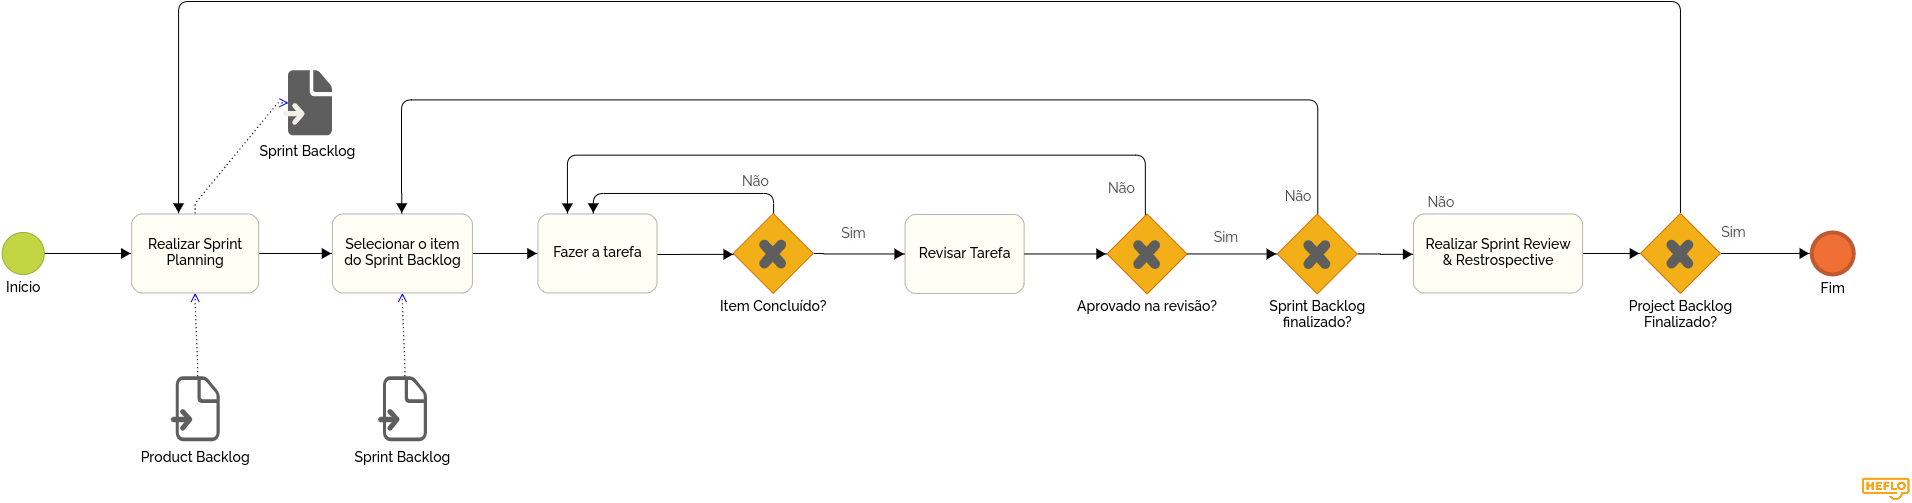 Sprint Backlog
Não
Não
Não
Não
Sim
Sim
Sim
Início
Realizar Sprint
Planning
Selecionar o item
do Sprint Backlog
Fazer a tarefa
Item Concluído?
Revisar Tarefa
Aprovado na revisão?
Sprint Backlog
finalizado?
Realizar Sprint Review
& Restrospective
Project Backlog
Finalizado?
Fim
Product Backlog
Sprint Backlog
HEFLO